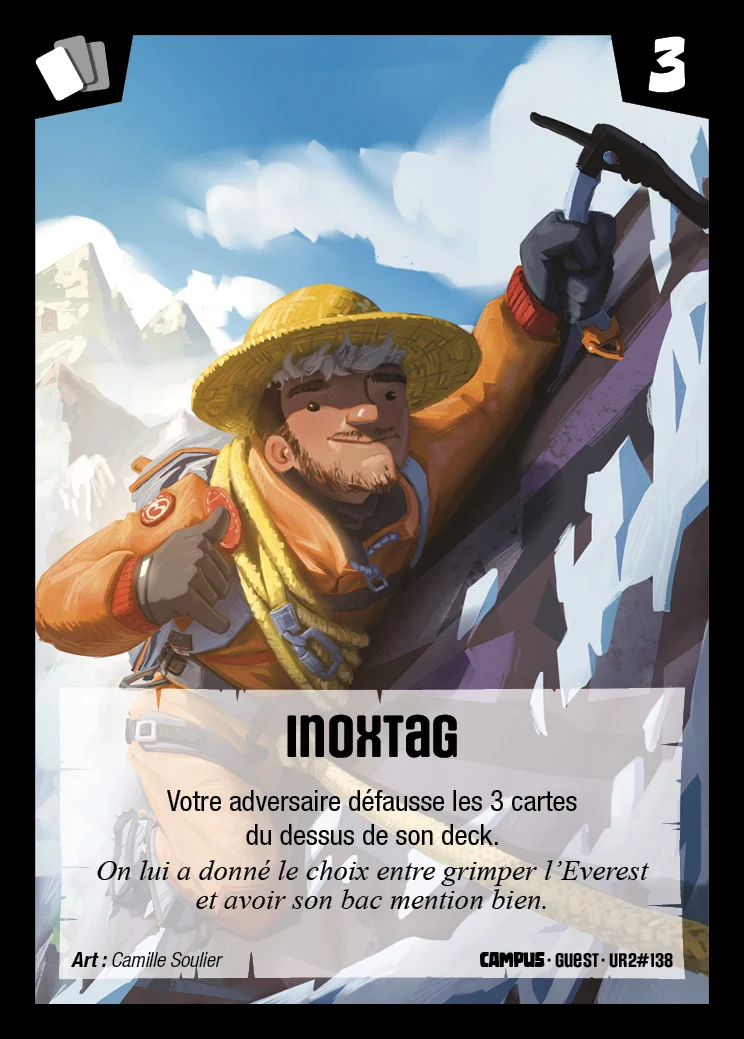 3
INOXTAG
Votre adversaire défausse les 3 cartes
du dessus de son deck.
On lui a donné le choix entre grimper l’Everest
et avoir son bac mention bien.
Art : Camille Soulier
CAMPUS · GUEST · UR2#138